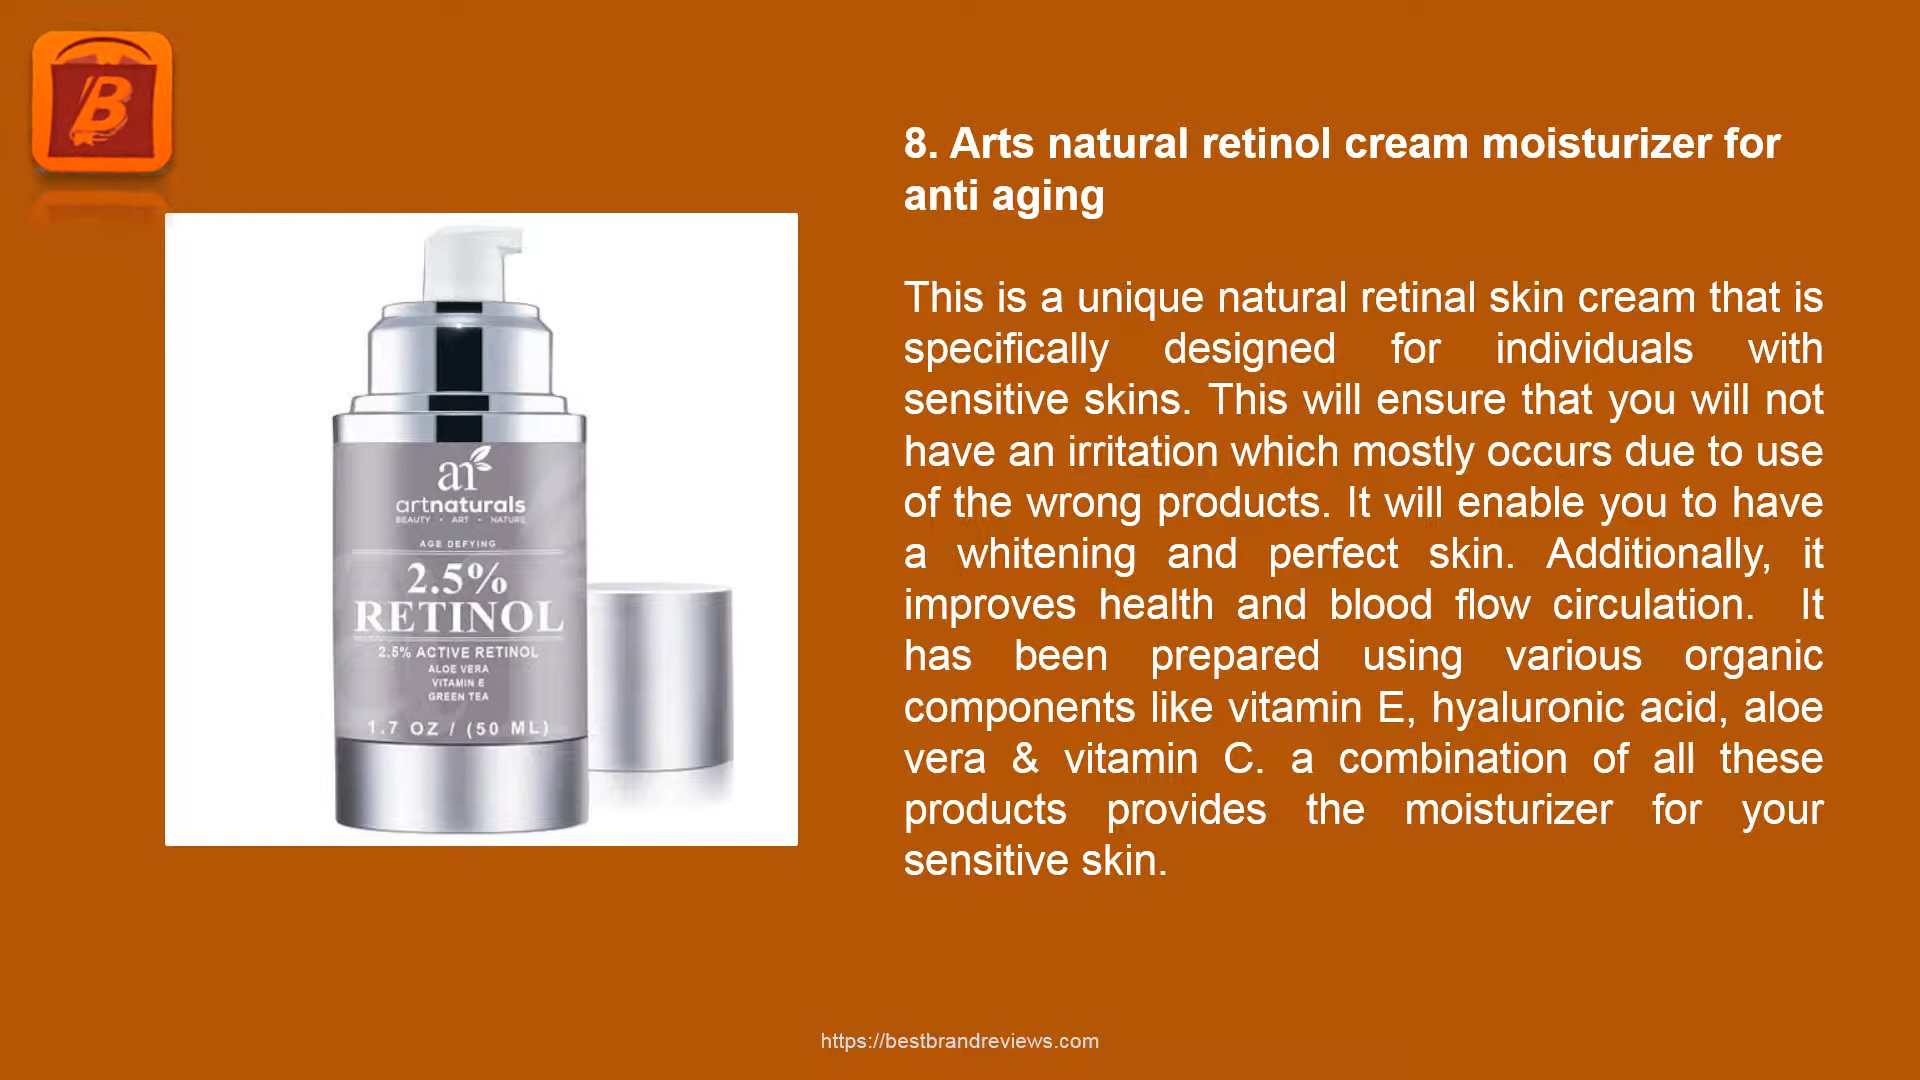 B
8. Arts natural retinol cream moisturizer for
anti aging
This is a unique natural retinal skin cream that is
specifically designed for individuals with
sensitive skins. This will ensure that you will not
have an irritation which mostly occurs due to use
of the wrong products. It will enable you to have
a whitening and perfect skin. Additionally, it
improves health and blood flow circulation. It
has been prepared using various organic
components like vitamin E, hyaluronic acid, aloe
vera & vitamin C. a combination of all these
products provides the moisturizer for your
sensitive skin.
an
artnaturals
BEAUTY · ART · NATURE
AGE DEFYING
2.5%
RETINOL
2.5% ACTIVE RETINOL
ALOE VERA
VITAMIN E
GREEN TEA
1.7 OZ / (50 ML)
https://bestbrandreviews.com